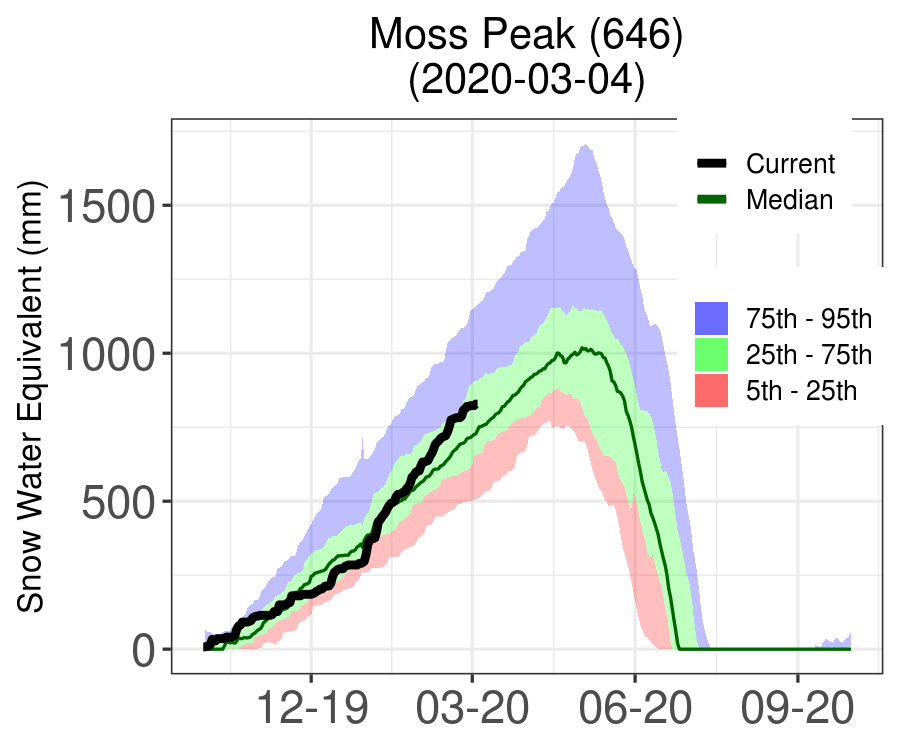 Moss Peak (646)
(2020-03-04)
Snow Water Equivalent (mm)
1500
1000
500
0
12-19
03-20
06-20
09-20
Current
Median
75th - 95th
25th - 75th
5th - 25th